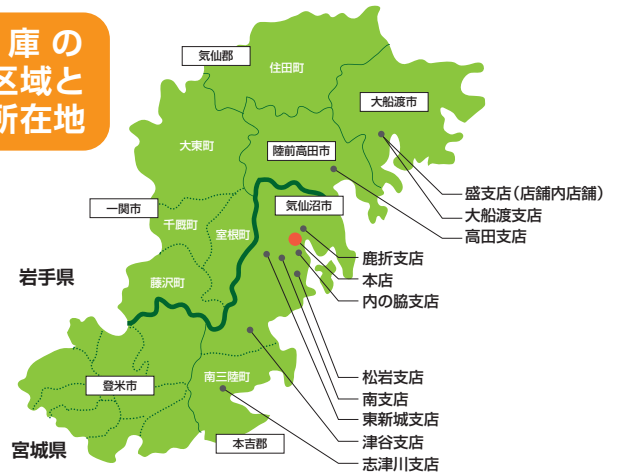 庫の
区域と
所在地
気仙郡
住田町
大船渡市
大東町
陸前高田市
盛支店（店舗内店舗）
大船渡支店
高田支店
一関市
千厩町
室根町
気仙沼市
鹿折支店
本店
内の脇支店
岩手県
藤沢町
松岩支店
南支店
東新城支店
津谷支店
志津川支店
登米市
南三陸町
本吉郡
宮城県